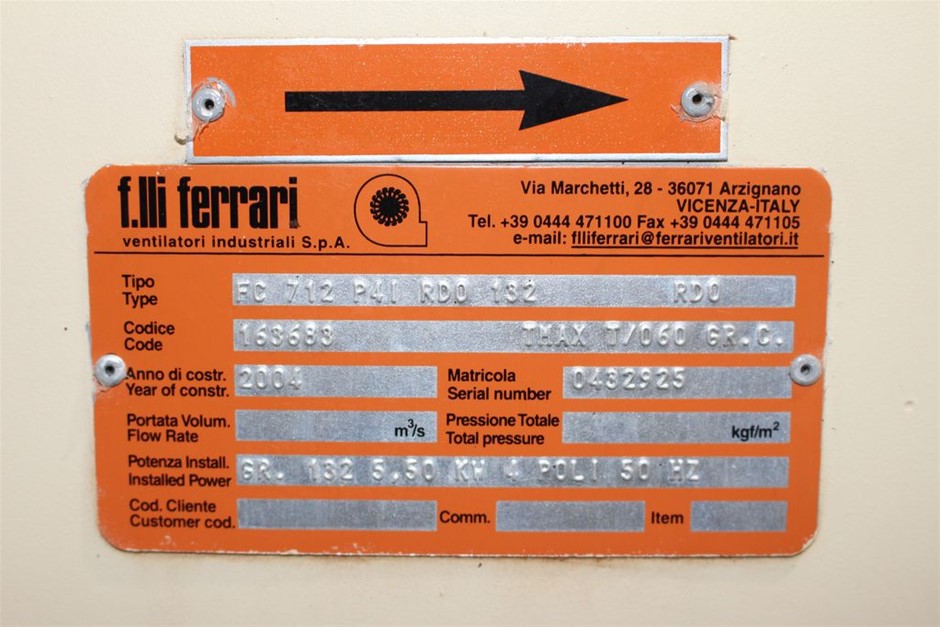 f.lli ferrari
ventilatori industriali S.p.A.
Via Marchetti, 28 - 36071 Arzignano
VICENZA-ITALY
Tel. +39 0444 471100 Fax +39 0444 471105
e-mail: flliferrari@ferrariventilatori.it
Tipo
Type
FC 712 P4I RD0 132 RD0
Codice
Code
163683 TMAX T/060 GR.C.
Anno di costr.
Year of constr.
2004
Matricola
Serial number
0432925
Portata Volum.
Flow Rate
m³/s
Pressione Totale
Total pressure
kgf/m²
Potenza Install.
Installed Power
GR. 132 5,50 KW 4 POLI 50 HZ
Cod. Cliente
Customer cod.
Comm.
Item